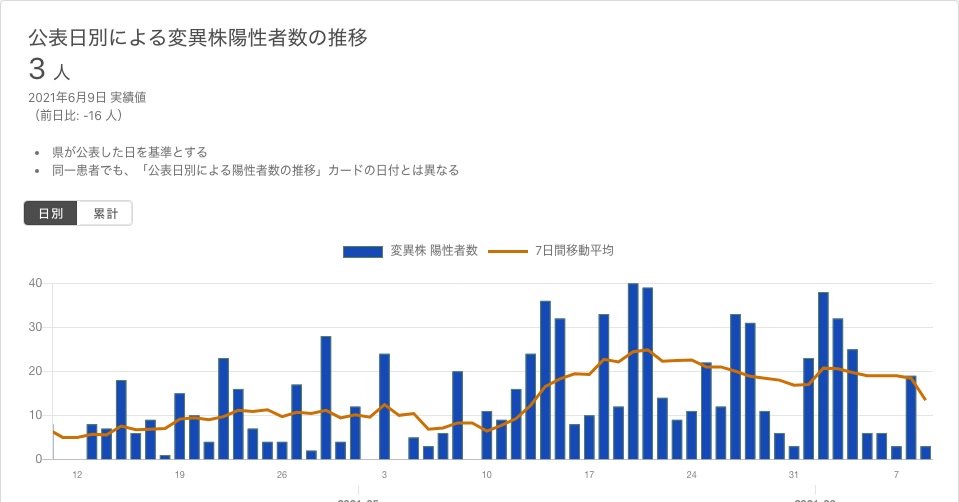 公表日別による変異株陽性者数の推移
3 人
2021年6月9日 実績値
（前日比: -16 人）
• 県が公表した日を基準とする
• 同一患者でも、「公表日別による陽性者数の推移」カードの日付とは異なる
日別 累計
変異株 陽性者数 7日間移動平均
40
30
20
10
0
12 19 26 3 10 17 24 31 7